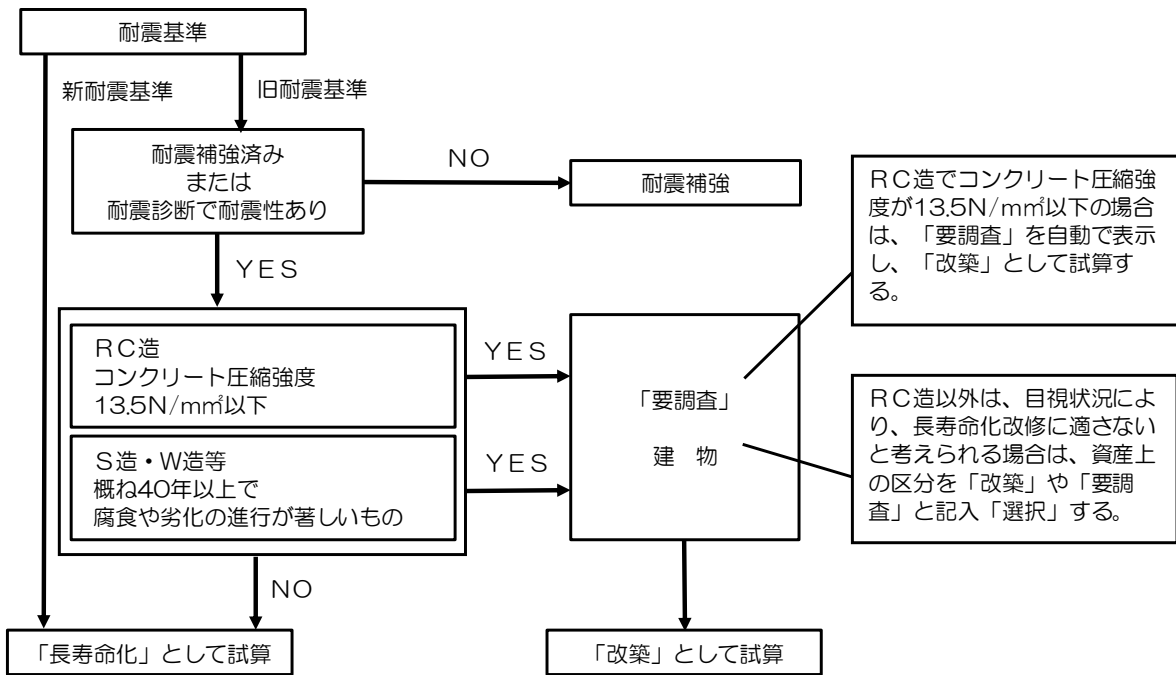 耐震基準
新耐震基準
旧耐震基準
耐震補強済み
または
耐震診断で耐震性あり
ＮＯ
耐震補強
ＹＥＳ
ＲＣ造
コンクリート圧縮強度
13.5N/m㎡以下
ＹＥＳ
Ｓ造・Ｗ造等
概ね40年以上で
腐食や劣化の進行が著しいもの
ＹＥＳ
「要調査」
建　物
ＲＣ造でコンクリート圧縮強
度が13.5N/m㎡以下の場合
は、「要調査」を自動で表示
し、「改築」として試算す
る。
ＲＣ造以外は、目視状況によ
り、長寿命化改修に適さない
と考えられる場合は、資産上
の区分を「改築」や「要調
査」と記入「選択」する。
ＮＯ
「長寿命化」として試算
「改築」として試算